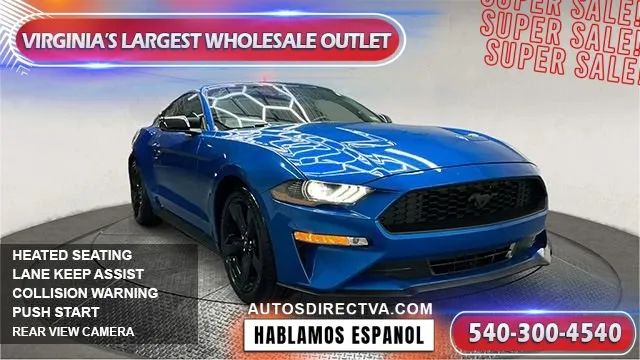 VIRGINIA'S LARGEST WHOLESALE OUTLET
SUPER SALE!
SUPER SALE!
SUPER SALE!
HEATED SEATING
LANE KEEP ASSIST
COLLISION WARNING
PUSH START
REAR VIEW CAMERA
AUTOSDIRECTVA.COM
HABLAMOS ESPANOL
540-300-4540